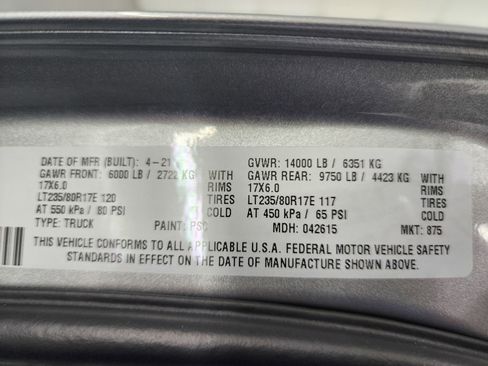 DATE OF MFR (BUILT): 4-21 GVWR: 14000 LB / 6351 KG
GAWR FRONT: 6000 LB / 2722 KG WITH GAWR REAR: 9750 LB / 4423 KG WITH
17X6.0 RIMS 17X6.0 RIMS
LT235/80R17E 120 TIRES LT235/80R17E 117 TIRES
AT 550 kPa / 80 PSI COLD AT 450 kPa / 65 PSI COLD
TYPE: TRUCK PAINT: PSC MDH: 042615 MKT: 875
THIS VEHICLE CONFORMS TO ALL APPLICABLE U.S.A. FEDERAL MOTOR VEHICLE SAFETY
STANDARDS IN EFFECT ON THE DATE OF MANUFACTURE SHOWN ABOVE.